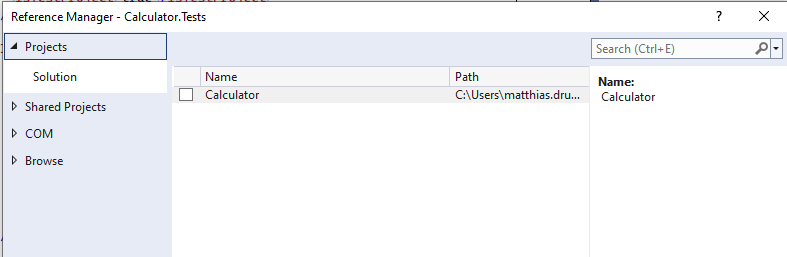 Reference Manager - Calculator.Tests
Projects
Search (Ctrl+E)
Solution
Name
Path
Name:
Calculator
C:\Users\matthias.dru...
Calculator
Shared Projects
COM
Browse